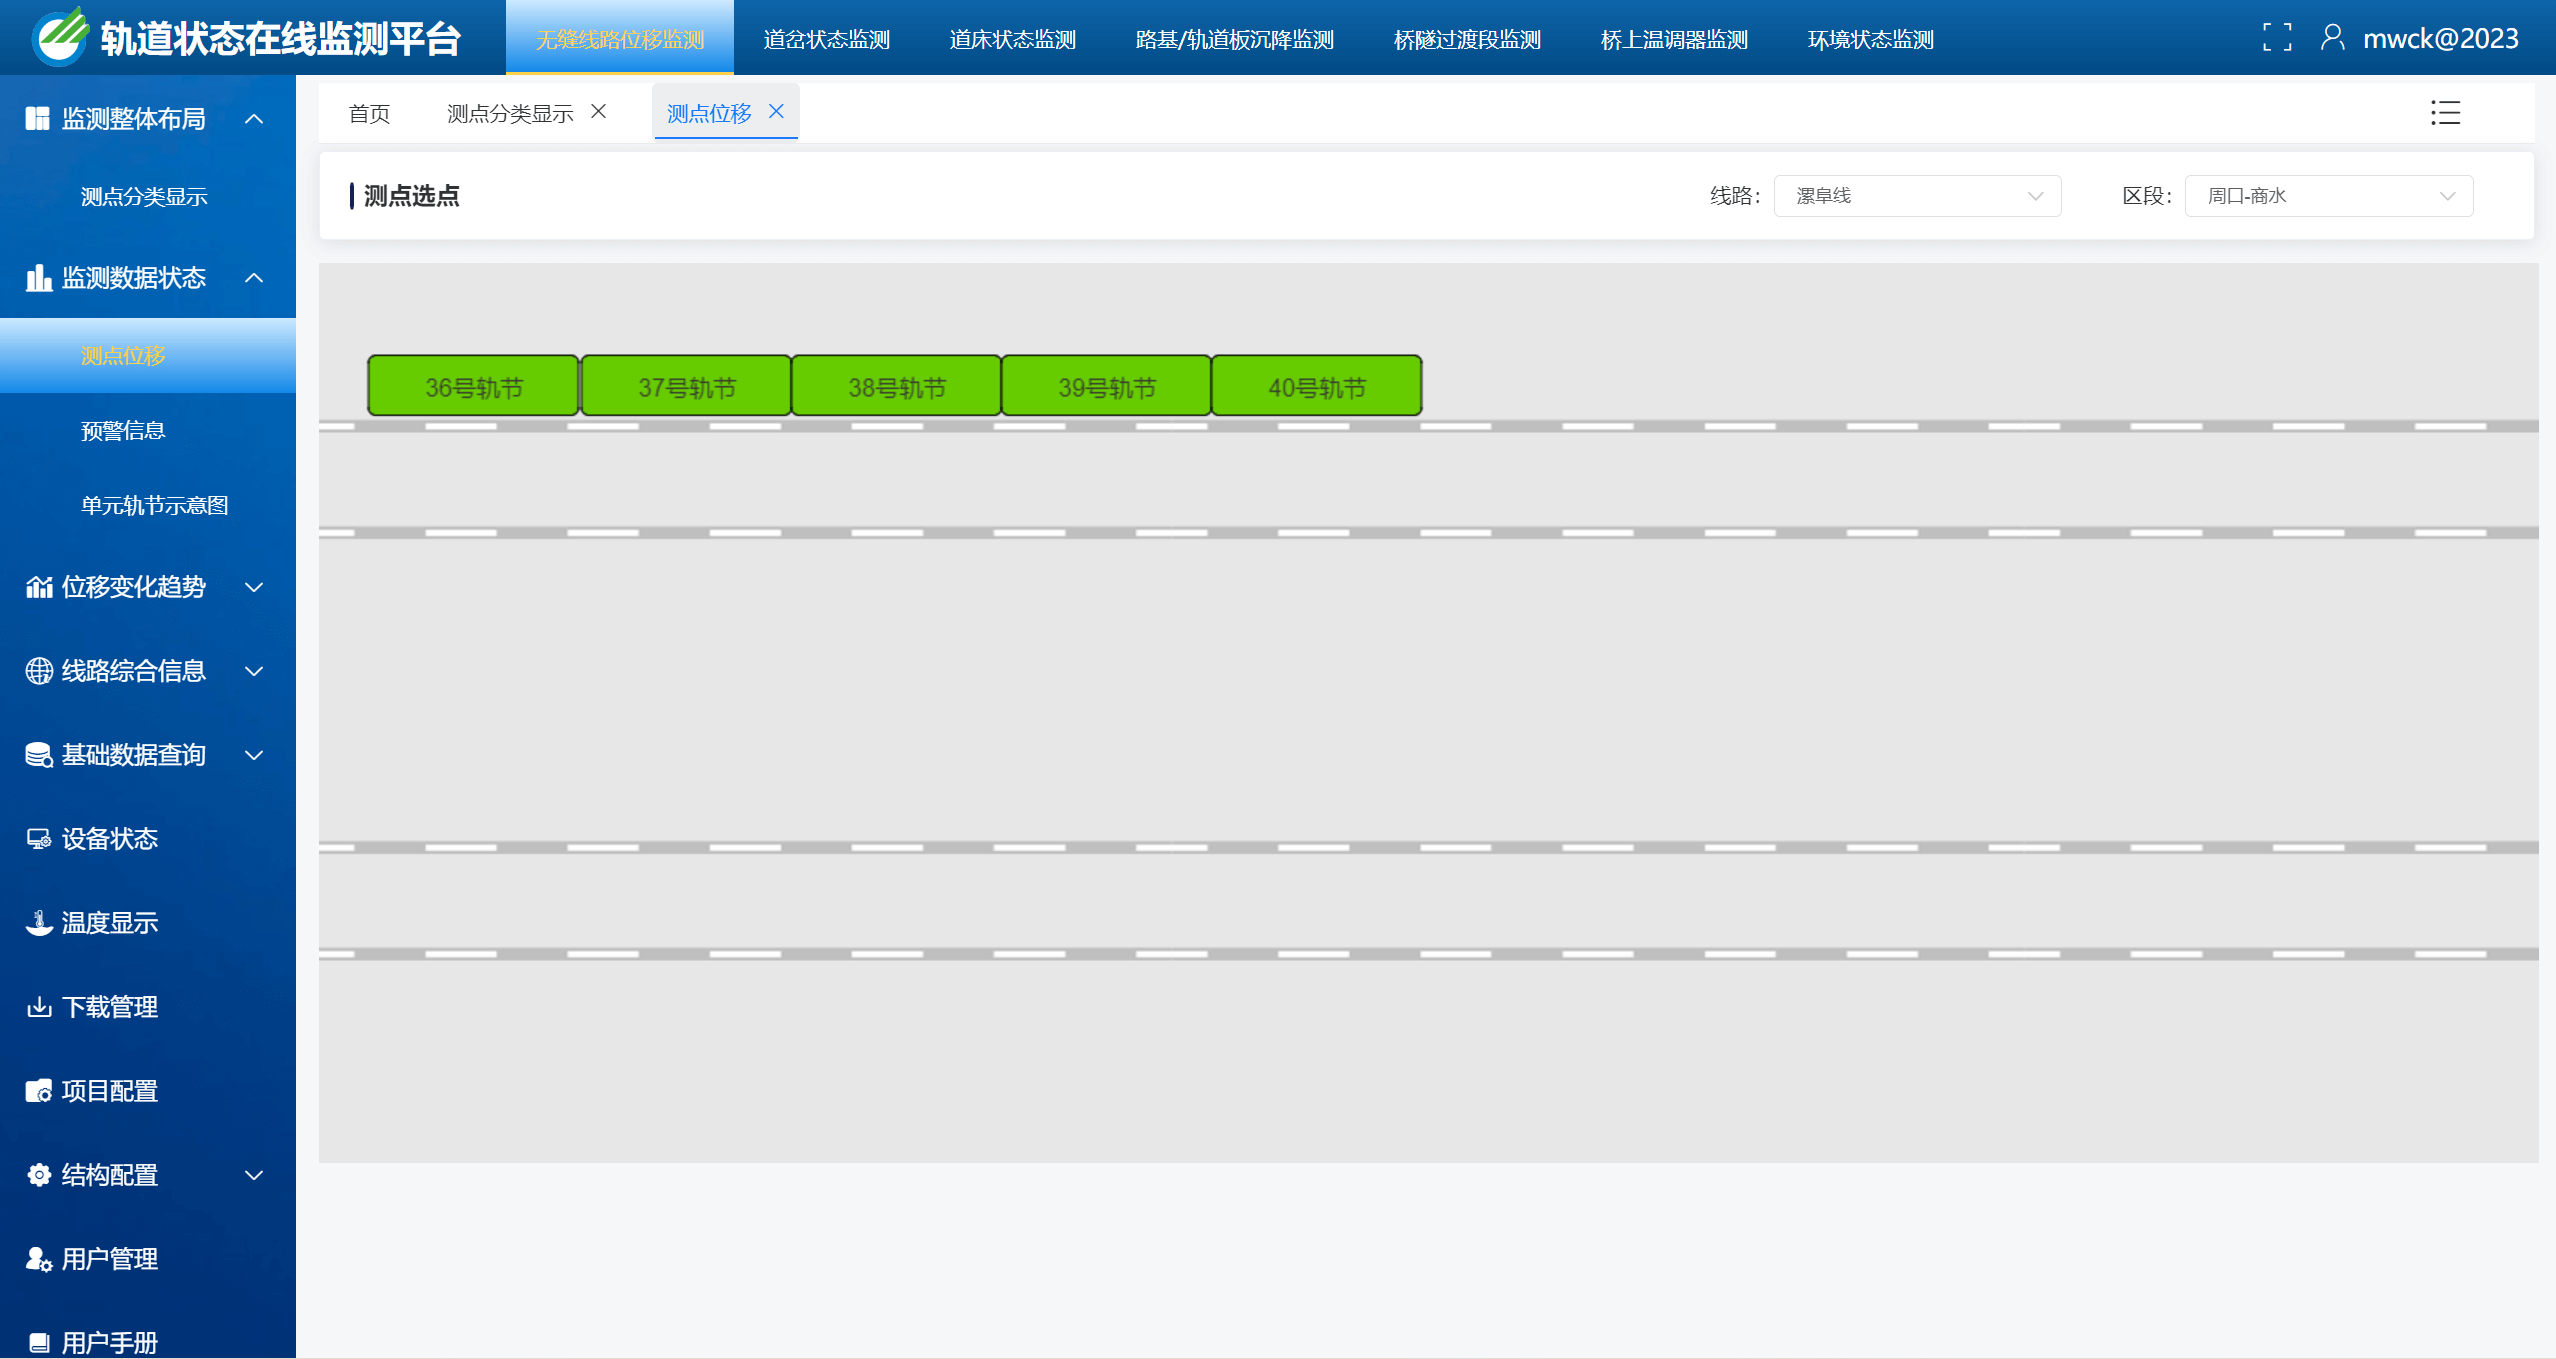 轨道状态在线监测平台
无缝线路位移监测 道岔状态监测 道床状态监测 路基/轨道板沉降监测 桥隧过渡段监测 桥上温调器监测 环境状态监测
mwck@2023
首页 测点分类显示 测点位移
测点选点
线路: 漯阜线
区段: 周口-商水
监测整体布局
测点分类显示
监测数据状态
测点位移
预警信息
单元轨节示意图
位移变化趋势
线路综合信息
基础数据查询
设备状态
温度显示
下载管理
项目配置
结构配置
用户管理
用户手册
36号轨节 37号轨节 38号轨节 39号轨节 40号轨节